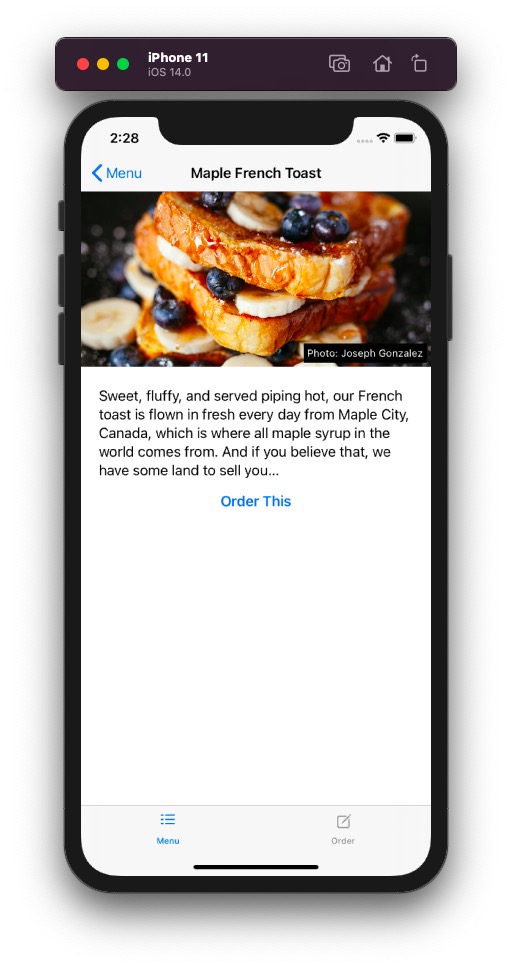 iPhone 11
iOS 14.0
2:28
Menu
Maple French Toast
Photo: Joseph Gonzalez
Sweet, fluffy, and served piping hot, our French
toast is flown in fresh every day from Maple City,
Canada, which is where all maple syrup in the
world comes from. And if you believe that, we
have some land to sell you...
Order This
Menu
Order